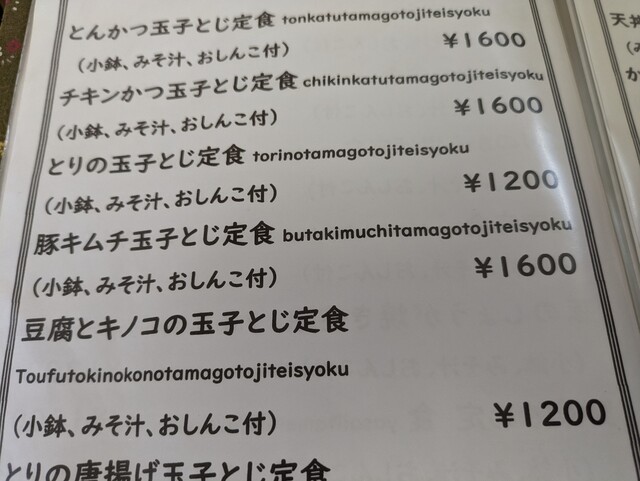 とんかつ玉子とじ定食 tonkatutamagotojiteisyoku
(小鉢、みそ汁、おしんこ付) ¥1600
チキンかつ玉子とじ定食 chikinkatutamagotojiteisyoku
(小鉢、みそ汁、おしんこ付) ¥1600
とりの玉子とじ定食 torinotamagotojiteisyoku
(小鉢、みそ汁、おしんこ付) ¥1200
豚キムチ玉子とじ定食 butakimuchitamagotojiteisyoku
(小鉢、みそ汁、おしんこ付) ¥1600
豆腐とキノコの玉子とじ定食
Toufutokinokonotamagotojiteisyoku
(小鉢、みそ汁、おしんこ付) ¥1200
とりの唐揚げ玉子とじ定食
天丼
(み
か